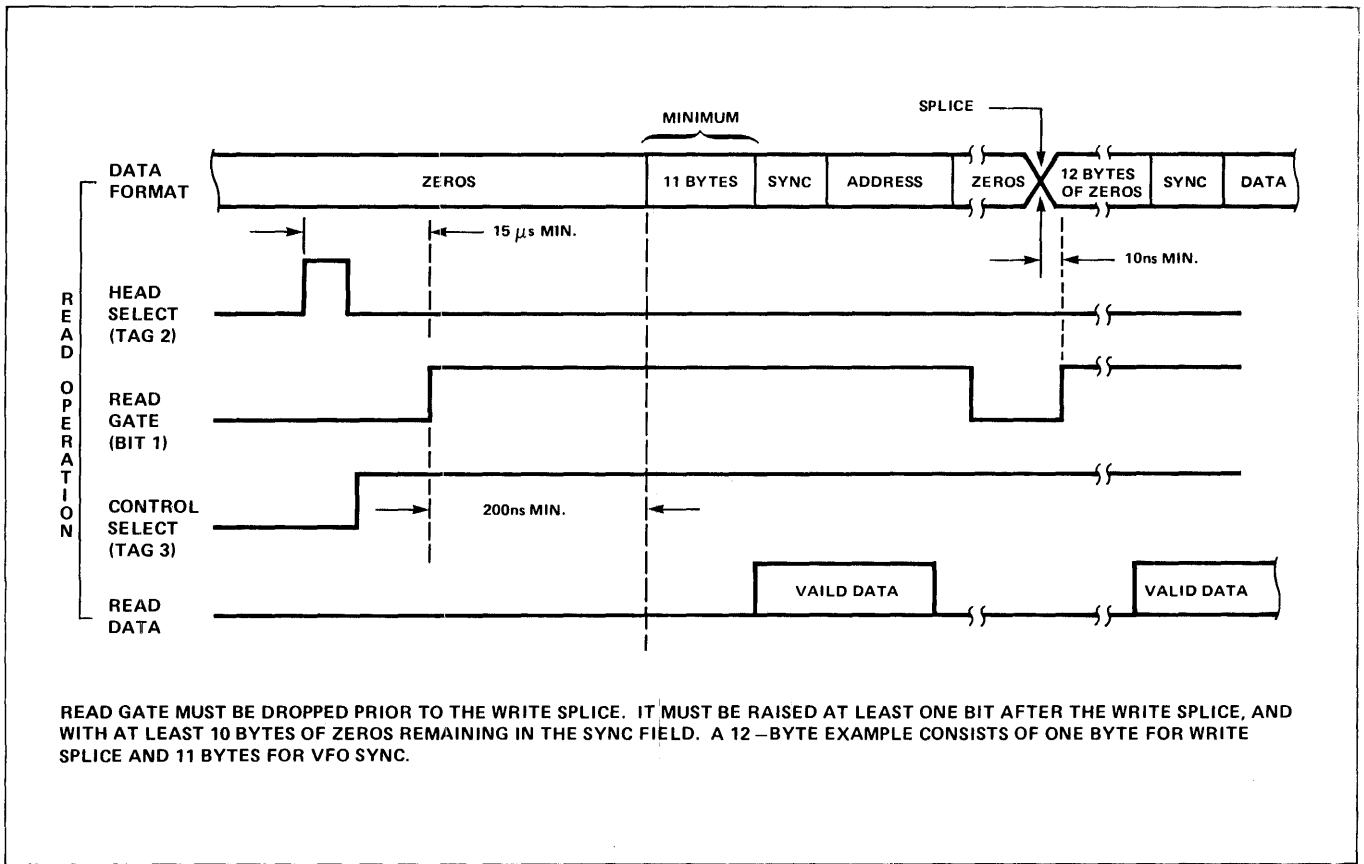 SPLICE
MINIMUM
DATA
FORMAT
ZEROS
11 BYTES
SYNC
ADDRESS
ZEROS
12 BYTES
OF ZEROS
SYNC
DATA
15 μs MIN.
10ns MIN.
READ OPERATION
HEAD
SELECT
(TAG 2)
READ
GATE
(BIT 1)
CONTROL
SELECT
(TAG 3)
200ns MIN.
READ
DATA
VAILD DATA
VALID DATA
READ GATE MUST BE DROPPED PRIOR TO THE WRITE SPLICE. IT MUST BE RAISED AT LEAST ONE BIT AFTER THE WRITE SPLICE, AND
WITH AT LEAST 10 BYTES OF ZEROS REMAINING IN THE SYNC FIELD. A 12 –BYTE EXAMPLE CONSISTS OF ONE BYTE FOR WRITE
SPLICE AND 11 BYTES FOR VFO SYNC.